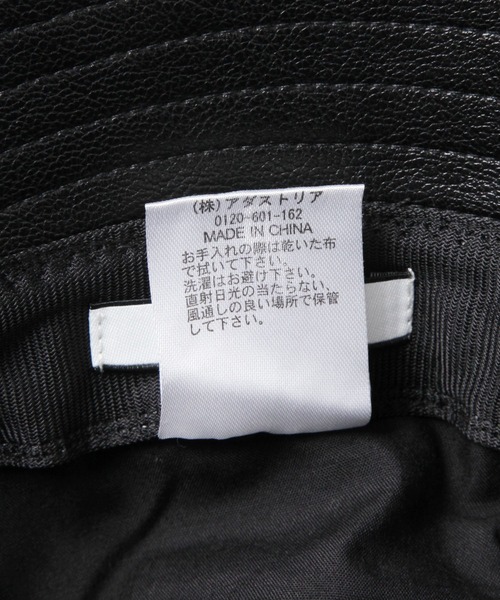 （株）アダストリア
0120-601-162
MADE IN CHINA
お手入れの際は乾いた布
で拭いて下さい。
洗濯はお避け下さい。
直射日光の当たらない、
風通しの良い場所で保管
して下さい。